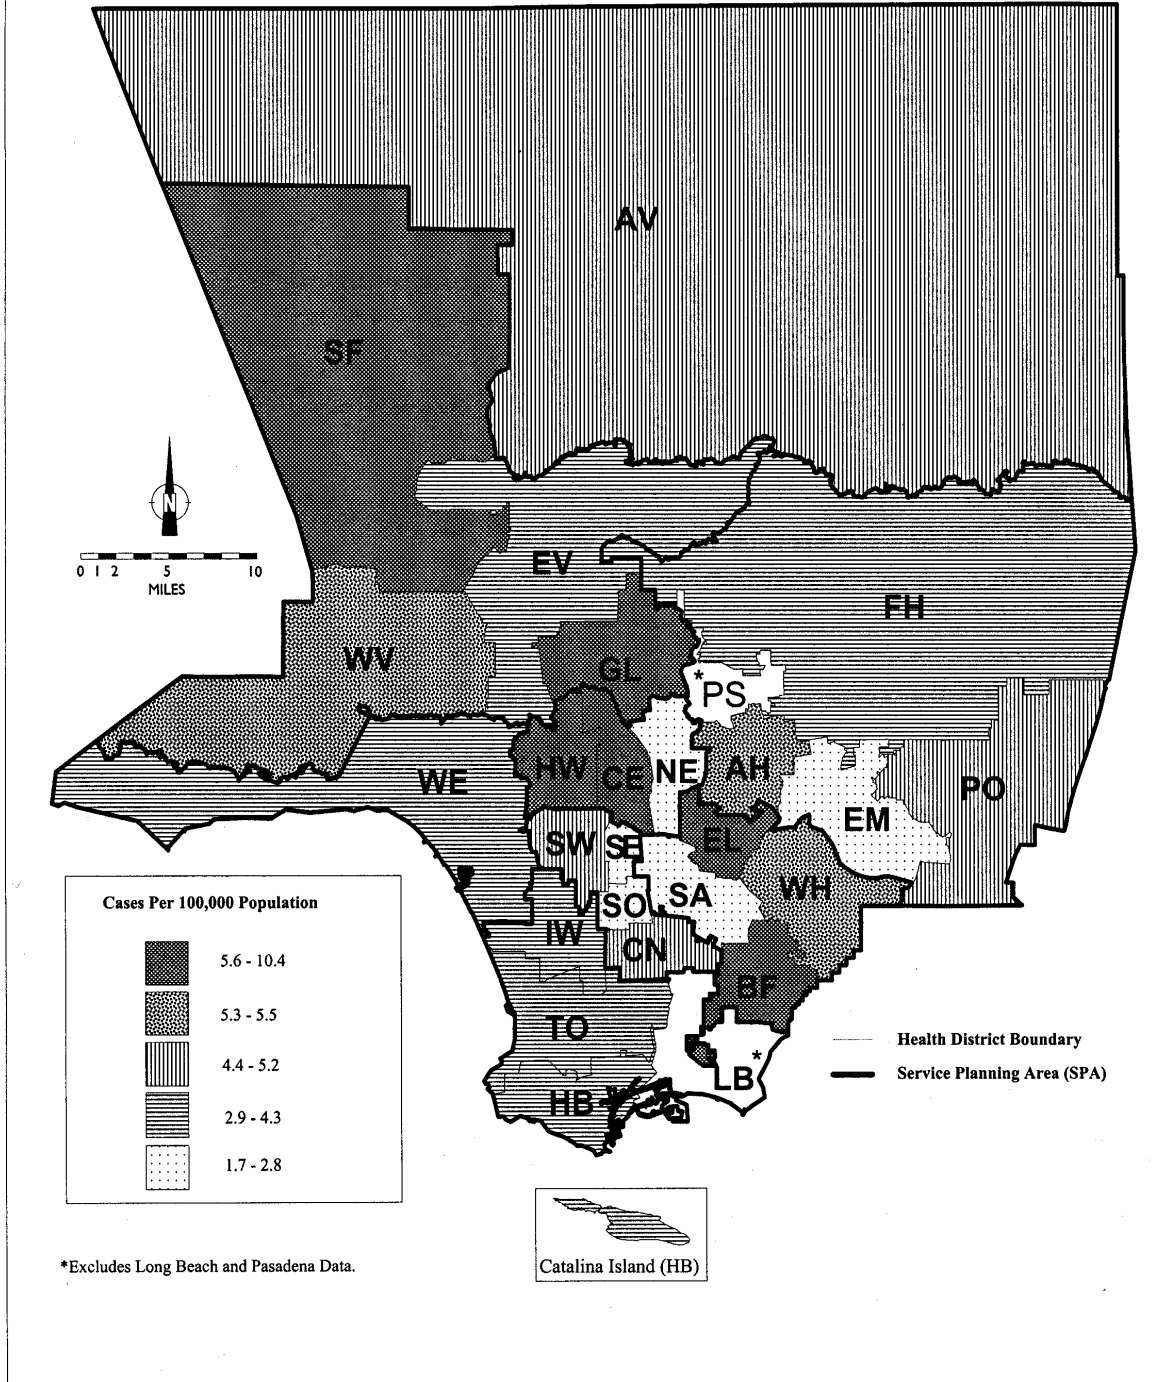 AV
SF
N
0 1 2 5 10
MILES
EV
FH
WV
GL
*
PS
HW
CE
NE
AH
WE
PO
EM
SW
SE
EL
SA
WH
SO
IW
CN
BF
TO
*
LB
HB
Cases Per 100,000 Population
5.6 - 10.4
5.3 - 5.5
4.4 - 5.2
2.9 - 4.3
1.7 - 2.8
Health District Boundary
Service Planning Area (SPA)
*Excludes Long Beach and Pasadena Data.
Catalina Island (HB)